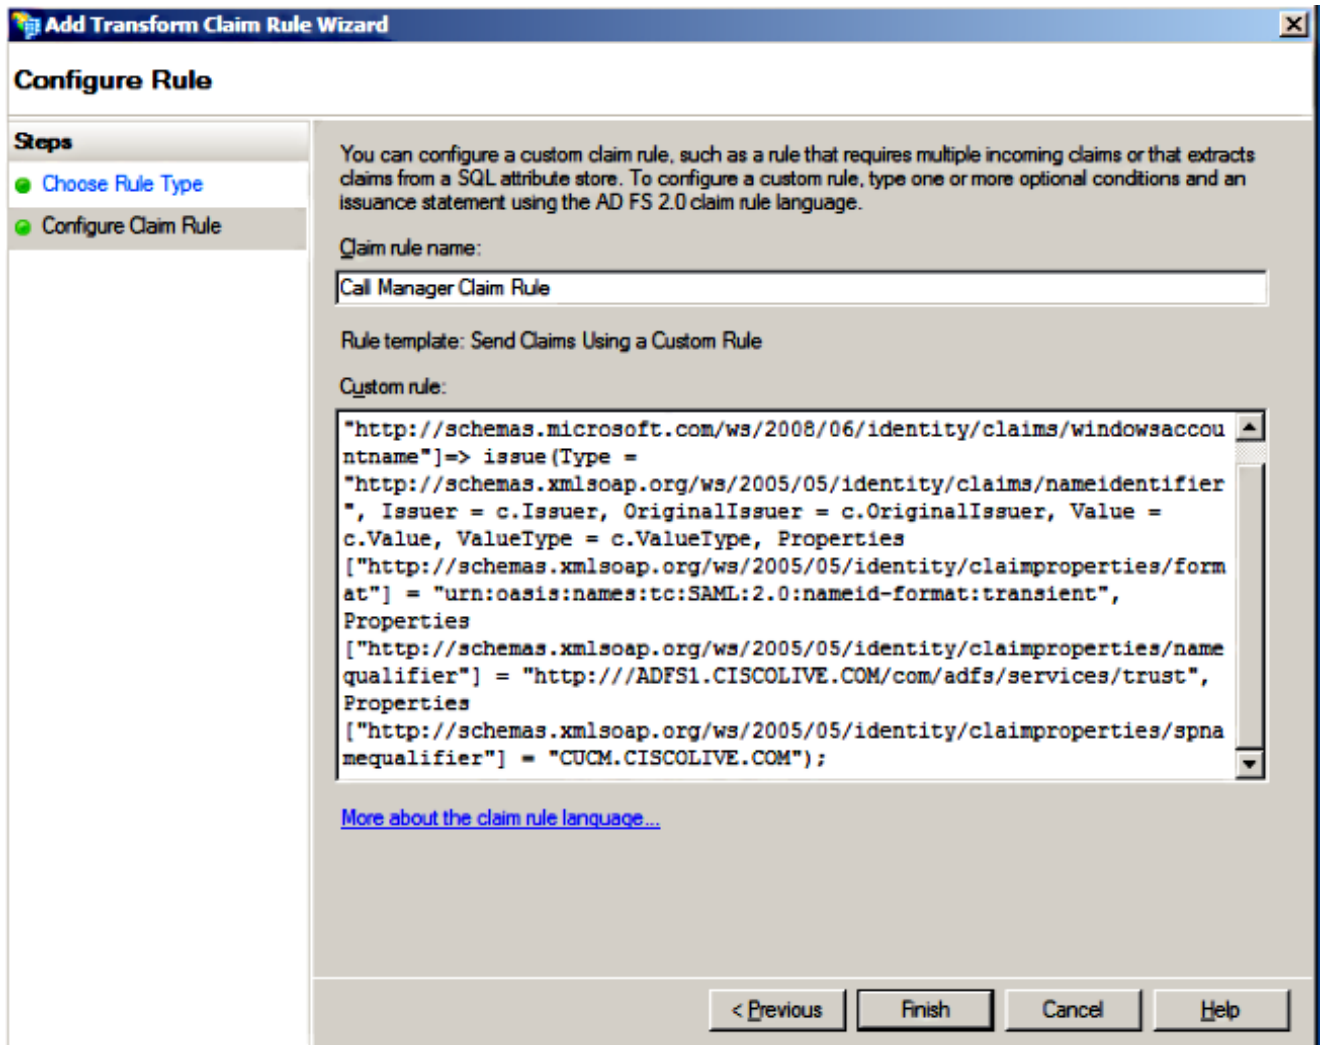 Add Transform Claim Rule Wizard
Configure Rule
Steps
Choose Rule Type
Configure Claim Rule
You can configure a custom claim rule, such as a rule that requires multiple incoming claims or that extracts
claims from a SQL attribute store. To configure a custom rule, type one or more optional conditions and an
issuance statement using the AD FS 2.0 claim rule language.
Claim rule name:
Call Manager Claim Rule
Rule template: Send Claims Using a Custom Rule
Custom rule:
"http://schemas.microsoft.com/ws/2008/06/identity/claims/windowsaccou
ntname"]=> issue(Type =
"http://schemas.xmlsoap.org/ws/2005/05/identity/claims/nameidentifier
", Issuer = c.Issuer, OriginalIssuer = c.OriginalIssuer, Value =
c.Value, ValueType = c.ValueType, Properties
["http://schemas.xmlsoap.org/ws/2005/05/identity/claimproperties/form
at"] = "urn:oasis:names:tc:SAML:2.0:nameid-format:transient",
Properties
["http://schemas.xmlsoap.org/ws/2005/05/identity/claimproperties/name
qualifier"] = "http:///ADFS1.CISCOLIVE.COM/com/adfs/services/trust",
Properties
["http://schemas.xmlsoap.org/ws/2005/05/identity/claimproperties/spna
mequalifier"] = "CUCM.CISCOLIVE.COM");
More about the claim rule language...
< Previous
Finish
Cancel
Help